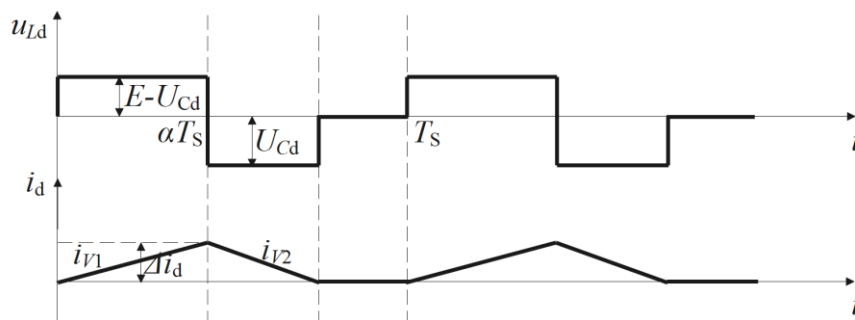 u_Ld
E-U_Cd
αT_S
U_Cd
T_S
t
i_d
i_V1
Δi_d
i_V2
t